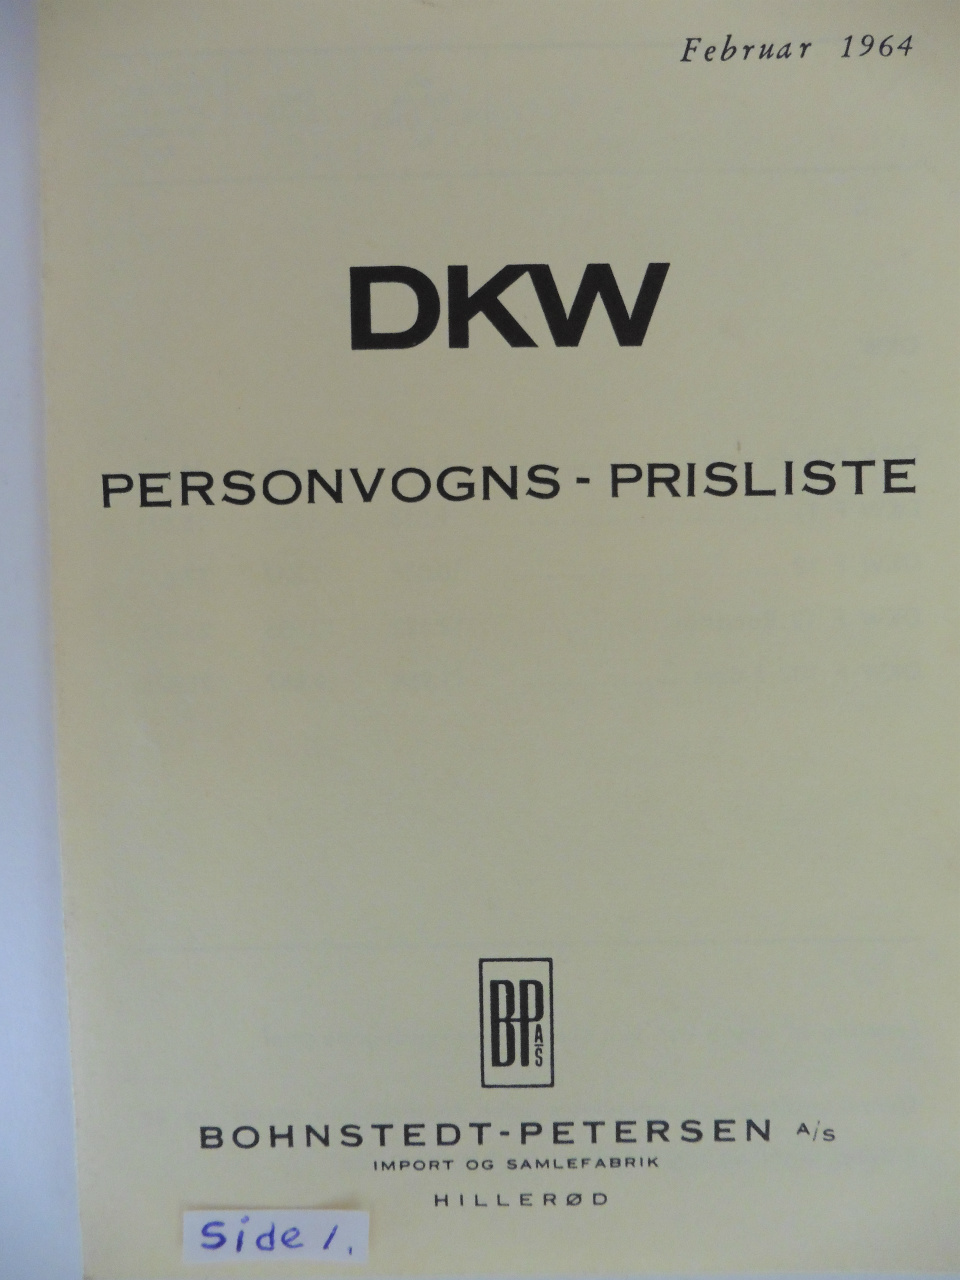 Februar 1964
DKW
PERSONVOGNS - PRISLISTE
BP A/S
BOHNSTEDT-PETERSEN A/S
IMPORT OG SAMLEFABRIK
HILLERØD
Side 1.